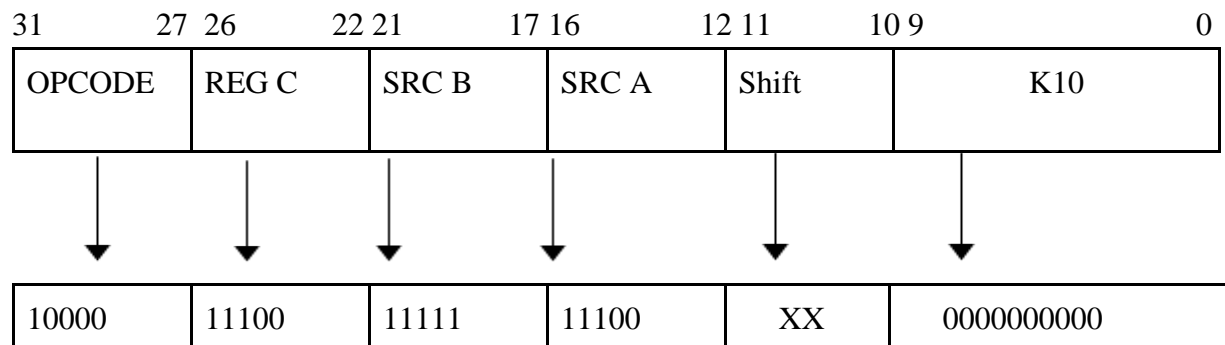 31 27 26 22 21 17 16 12 11 10 9 0
OPCODE REG C SRC B SRC A Shift K10
10000 11100 11111 11100 XX 0000000000